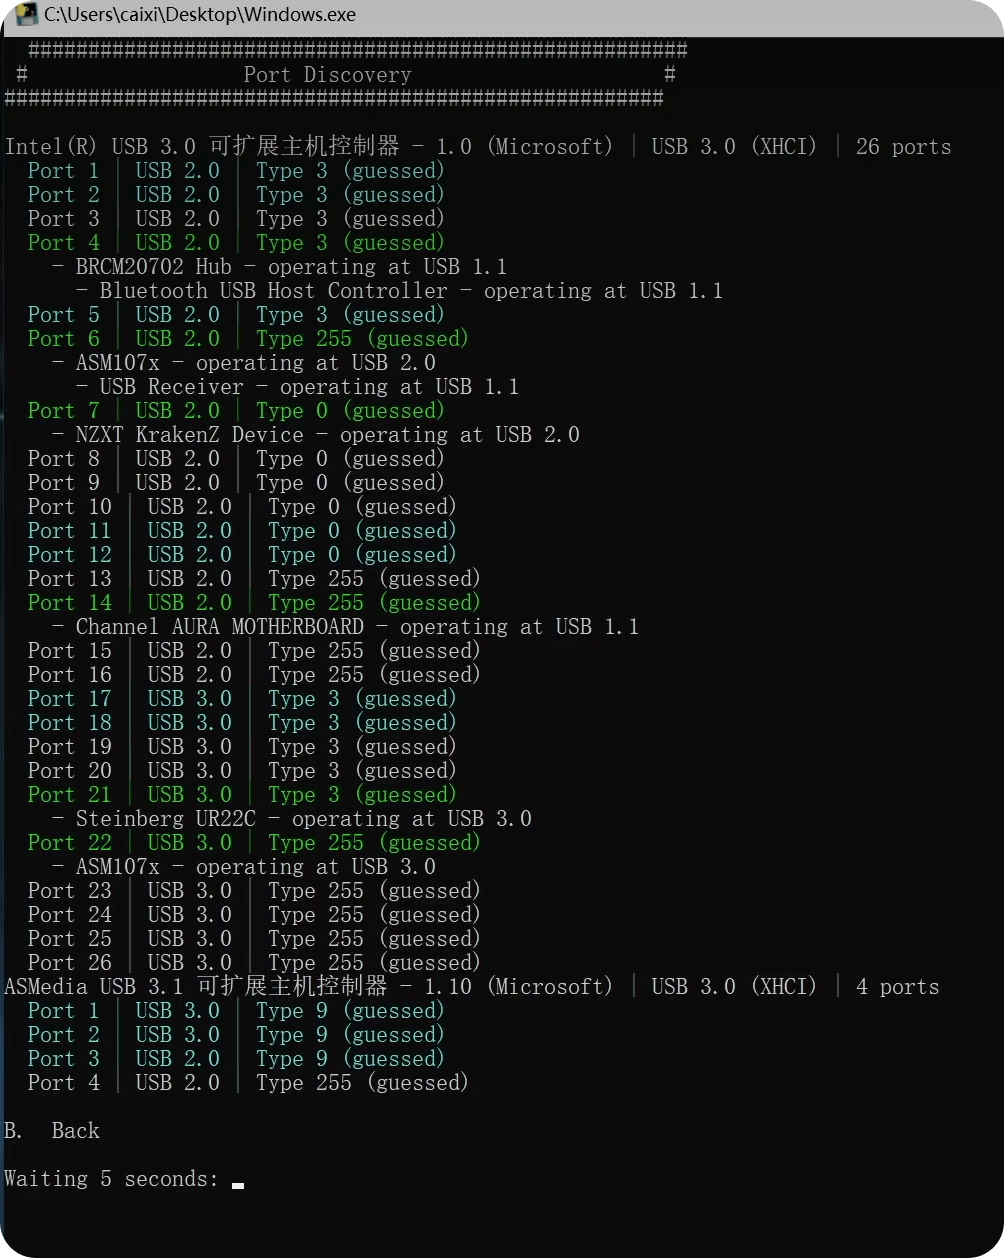 C:\Users\caixi\Desktop\Windows.exe
#######################################################
# Port Discovery #
#######################################################
Intel(R) USB 3.0 可扩展主机控制器 - 1.0 (Microsoft) | USB 3.0 (XHCI) | 26 ports
Port 1 | USB 2.0 | Type 3 (guessed)
Port 2 | USB 2.0 | Type 3 (guessed)
Port 3 | USB 2.0 | Type 3 (guessed)
Port 4 | USB 2.0 | Type 3 (guessed)
- BRCM20702 Hub - operating at USB 1.1
- Bluetooth USB Host Controller - operating at USB 1.1
Port 5 | USB 2.0 | Type 3 (guessed)
Port 6 | USB 2.0 | Type 255 (guessed)
- ASM107x - operating at USB 2.0
- USB Receiver - operating at USB 1.1
Port 7 | USB 2.0 | Type 0 (guessed)
- NZXT KrakenZ Device - operating at USB 2.0
Port 8 | USB 2.0 | Type 0 (guessed)
Port 9 | USB 2.0 | Type 0 (guessed)
Port 10 | USB 2.0 | Type 0 (guessed)
Port 11 | USB 2.0 | Type 0 (guessed)
Port 12 | USB 2.0 | Type 0 (guessed)
Port 13 | USB 2.0 | Type 255 (guessed)
Port 14 | USB 2.0 | Type 255 (guessed)
- Channel AURA MOTHERBOARD - operating at USB 1.1
Port 15 | USB 2.0 | Type 255 (guessed)
Port 16 | USB 2.0 | Type 255 (guessed)
Port 17 | USB 3.0 | Type 3 (guessed)
Port 18 | USB 3.0 | Type 3 (guessed)
Port 19 | USB 3.0 | Type 3 (guessed)
Port 20 | USB 3.0 | Type 3 (guessed)
Port 21 | USB 3.0 | Type 3 (guessed)
- Steinberg UR22C - operating at USB 3.0
Port 22 | USB 3.0 | Type 255 (guessed)
- ASM107x - operating at USB 3.0
Port 23 | USB 3.0 | Type 255 (guessed)
Port 24 | USB 3.0 | Type 255 (guessed)
Port 25 | USB 3.0 | Type 255 (guessed)
Port 26 | USB 3.0 | Type 255 (guessed)
ASMedia USB 3.1 可扩展主机控制器 - 1.10 (Microsoft) | USB 3.0 (XHCI) | 4 ports
Port 1 | USB 3.0 | Type 9 (guessed)
Port 2 | USB 3.0 | Type 9 (guessed)
Port 3 | USB 2.0 | Type 9 (guessed)
Port 4 | USB 2.0 | Type 255 (guessed)
B. Back
Waiting 5 seconds: